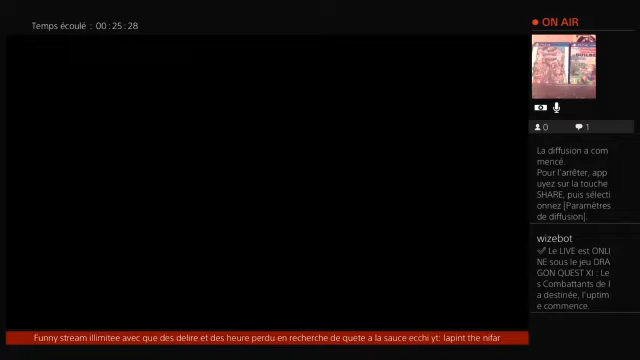 Temps écoulé : 00:25:28
ON AIR
0
1
La diffusion a com
mencé.
Pour l'arrêter, app
uyez sur la touche
SHARE, puis sélecti
onnez [Paramètres
de diffusion].
wizebot
Le LIVE est ONLI
NE sous le jeu DRA
GON QUEST XI : Le
s Combattants de l
a destinée, l'uptim
e commence.
Funny stream illimitee avec que des delire et des heure perdu en recherche de quete a la sauce ecchi yt: lapint the nifar